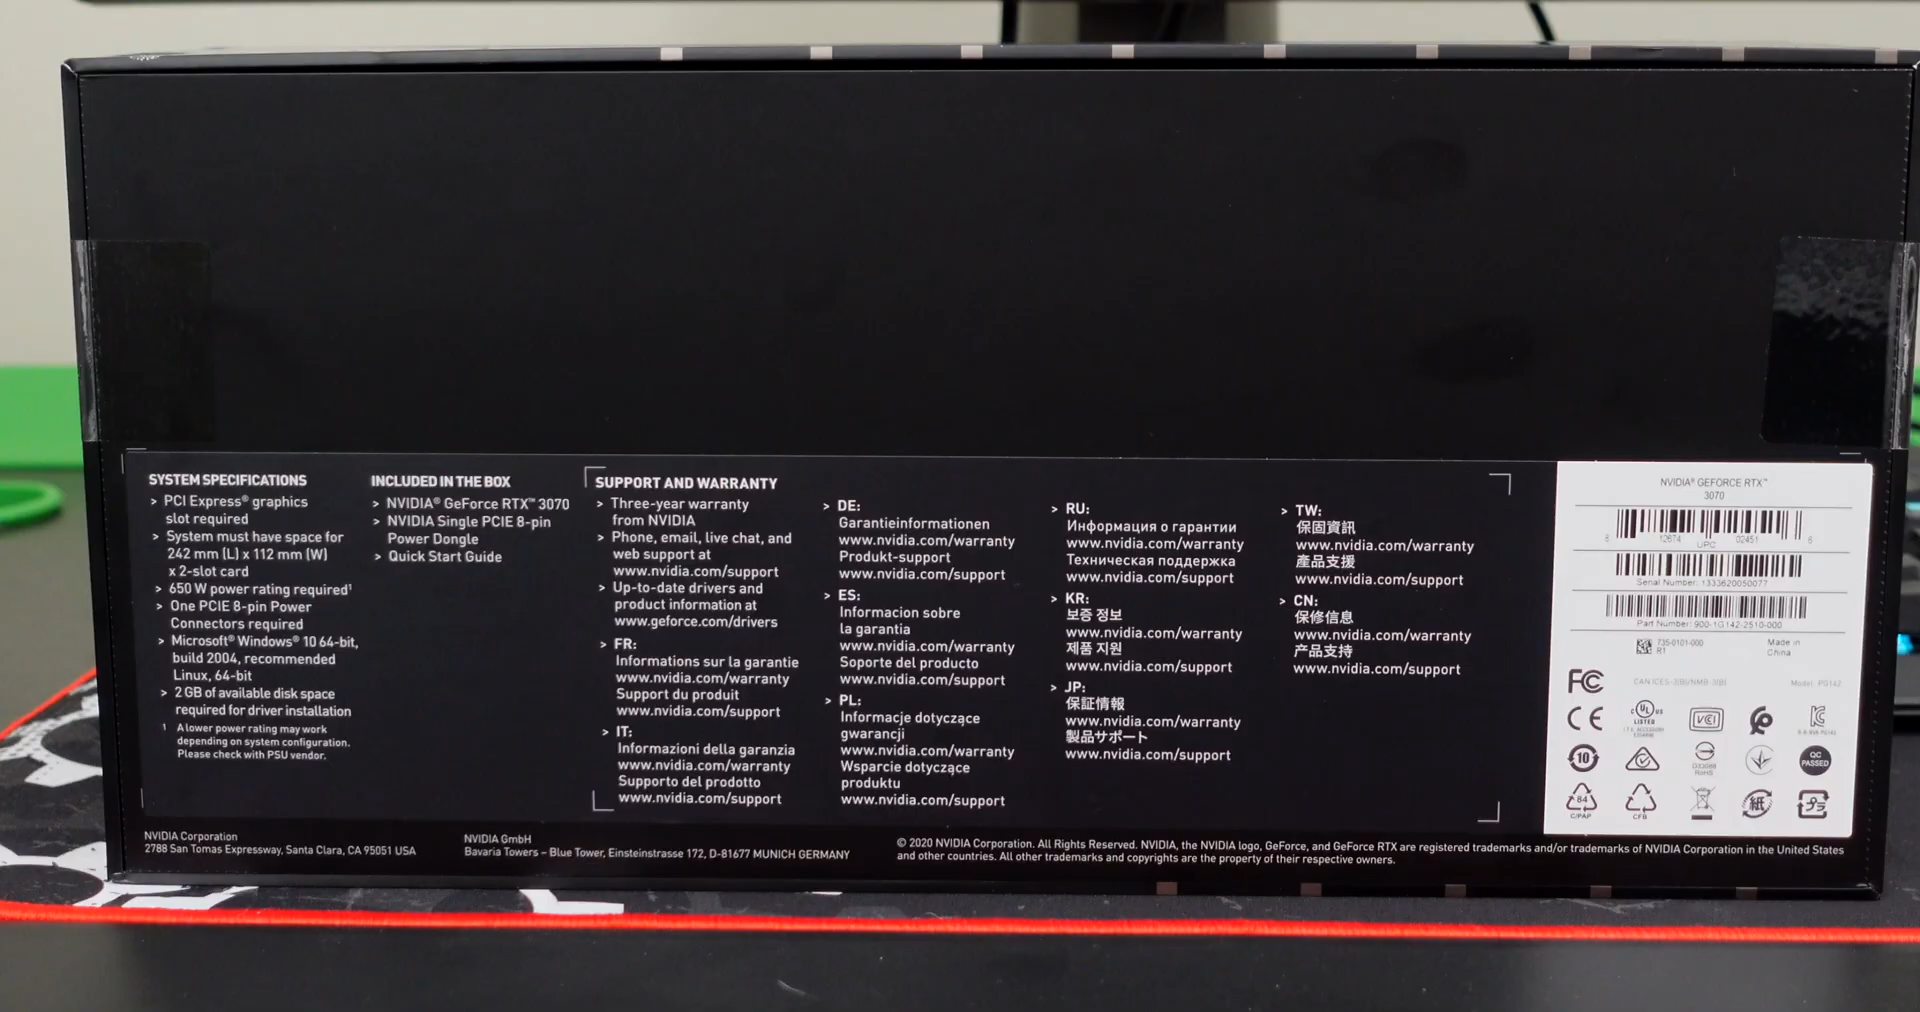 SYSTEM SPECIFICATIONS
> PCI Express® graphics
slot required
> System must have space for
242 mm (L) x 112 mm (W)
x 2-slot card
> 650 W power rating required¹
> One PCIE 8-pin Power
Connectors required
> Microsoft® Windows® 10 64-bit,
build 2004, recommended
Linux, 64-bit
> 2 GB of available disk space
required for driver installation
¹ A lower power rating may work
depending on system configuration.
Please check with PSU vendor.
INCLUDED IN THE BOX
> NVIDIA® GeForce RTX™ 3070
> NVIDIA Single PCIE 8-pin
Power Dongle
> Quick Start Guide
SUPPORT AND WARRANTY
> Three-year warranty
from NVIDIA
> Phone, email, live chat, and
web support at
www.nvidia.com/support
> Up-to-date drivers and
product information at
www.geforce.com/drivers
> FR:
Informations sur la garantie
www.nvidia.com/warranty
Support du produit
www.nvidia.com/support
> IT:
Informazioni della garanzia
www.nvidia.com/warranty
Supporto del prodotto
www.nvidia.com/support
> DE:
Garantieinformationen
www.nvidia.com/warranty
Produkt-support
www.nvidia.com/support
> ES:
Informacion sobre
la garantia
www.nvidia.com/warranty
Soporte del producto
www.nvidia.com/support
> PL:
Informacje dotyczące
gwarancji
www.nvidia.com/warranty
Wsparcie dotyczące
produktu
www.nvidia.com/support
> RU:
Информация о гарантии
www.nvidia.com/warranty
Техническая поддержка
www.nvidia.com/support
> KR:
보증 정보
www.nvidia.com/warranty
제품 지원
www.nvidia.com/support
> JP:
保証情報
www.nvidia.com/warranty
製品サポート
www.nvidia.com/support
> TW:
保固資訊
www.nvidia.com/warranty
產品支援
www.nvidia.com/support
> CN:
保修信息
www.nvidia.com/warranty
产品支持
www.nvidia.com/support
NVIDIA® GEFORCE RTX™
3070
8 12674 02451 6
UPC
Serial Number: 1333620050077
Part Number: 900-1G142-2510-000
735-0101-000
R1
Made in
China
FC
CAN ICES-3(B)/NMB-3(B)
Model: PG142
CE
c UL us
LISTED
VCI
10
RoHS
QC
PASSED
84
C/PAP
CFB
紙
プラ
NVIDIA Corporation
2788 San Tomas Expressway, Santa Clara, CA 95051 USA
NVIDIA GmbH
Bavaria Towers – Blue Tower, Einsteinstrasse 172, D-81677 MUNICH GERMANY
© 2020 NVIDIA Corporation. All Rights Reserved. NVIDIA, the NVIDIA logo, GeForce, and GeForce RTX are registered trademarks and/or trademarks of NVIDIA Corporation in the United States
and other countries. All other trademarks and copyrights are the property of their respective owners.